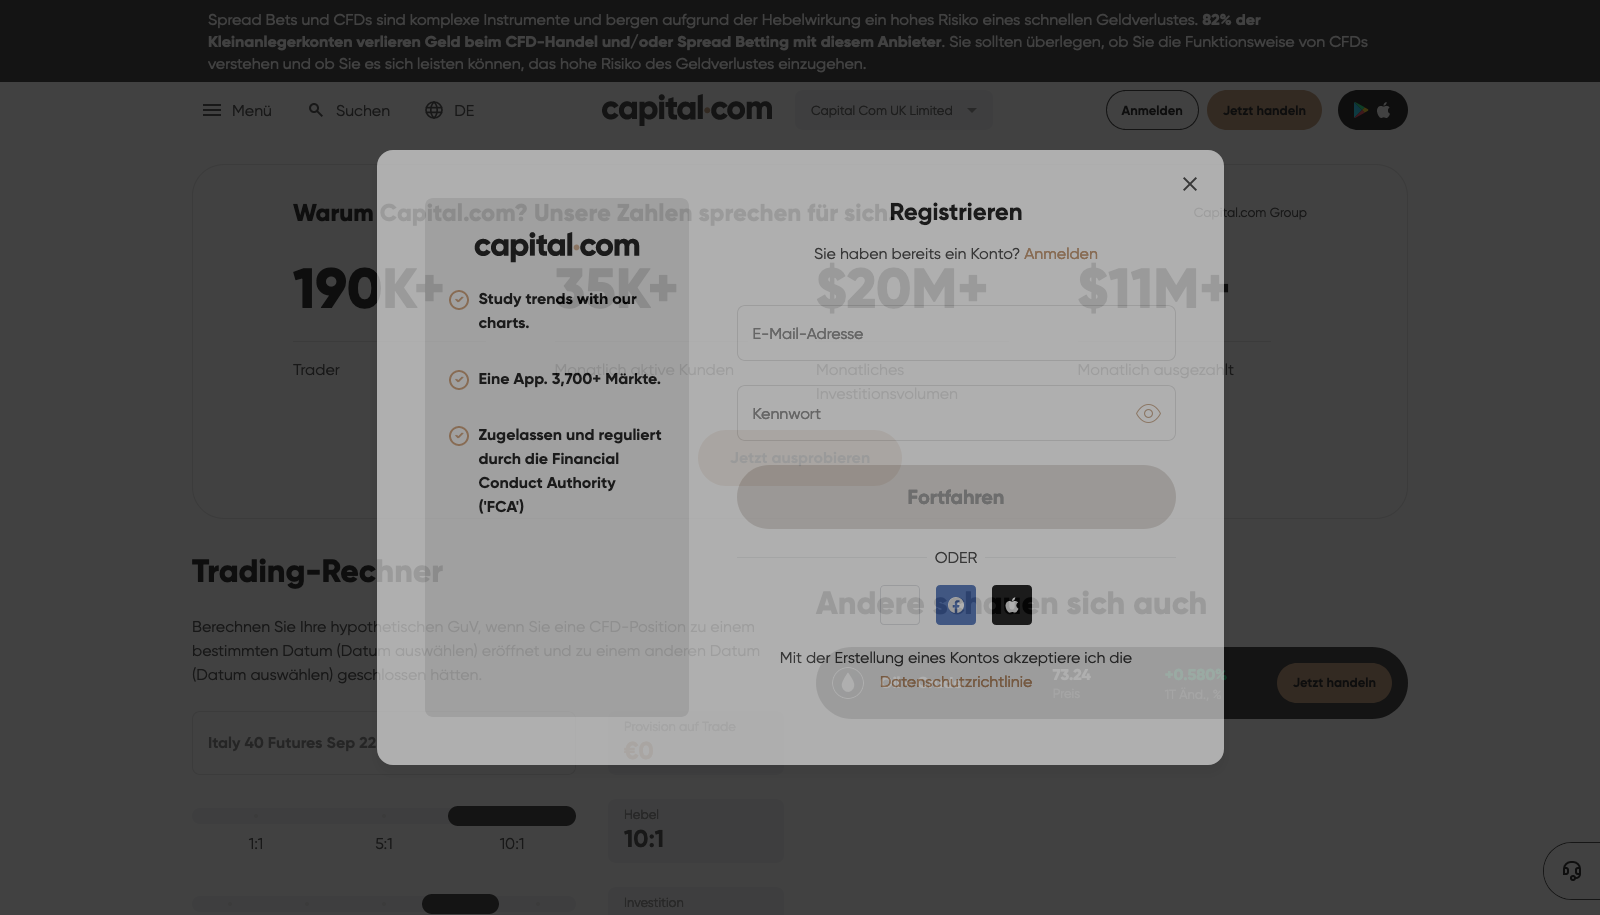 Spread Bets und CFDs sind komplexe Instrumente und bergen aufgrund der Hebelwirkung ein hohes Risiko eines schnellen Geldverlustes. 82% der
Kleinanlegerkonten verlieren Geld beim CFD-Handel und/oder Spread Betting mit diesem Anbieter. Sie sollten überlegen, ob Sie die Funktionsweise von CFDs
verstehen und ob Sie es sich leisten können, das hohe Risiko des Geldverlustes einzugehen.
Menü
Suchen
DE
capital.com
Capital Com UK Limited
Anmelden
Jetzt handeln
Warum Capital.com? Unsere Zahlen sprechen für sich
Capital.com Group
190K+
35K+
$20M+
$11M+
Trader
Monatlich aktive Kunden
Monatliches
Investitionsvolumen
Monatlich ausgezahlt
Jetzt ausprobieren
capital.com
Study trends with our
charts.
Eine App. 3,700+ Märkte.
Zugelassen und reguliert
durch die Financial
Conduct Authority
('FCA')
Registrieren
Sie haben bereits ein Konto? Anmelden
E-Mail-Adresse
Kennwort
Fortfahren
ODER
Mit der Erstellung eines Kontos akzeptiere ich die
Datenschutzrichtlinie
Trading-Rechner
Berechnen Sie Ihre hypothetischen GuV, wenn Sie eine CFD-Position zu einem
bestimmten Datum (Datum auswählen) eröffnet und zu einem anderen Datum
(Datum auswählen) geschlossen hätten.
Andere schauen sich auch
73.24
Preis
+0.580%
1T Änd., %
Jetzt handeln
Italy 40 Futures Sep 22
Provision auf Trade
€0
1:1
5:1
10:1
Hebel
10:1
Investition